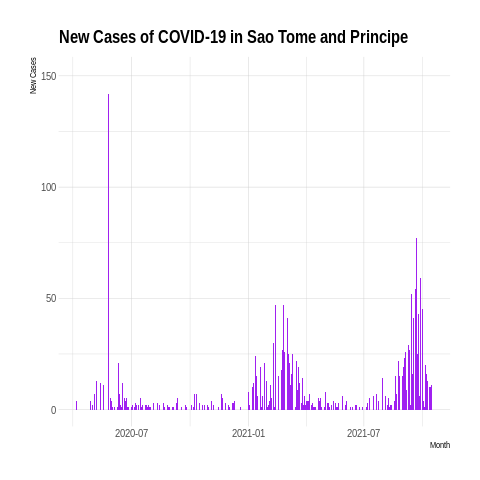 New Cases of COVID-19 in Sao Tome and Principe
New Cases
150
100
50
0
2020-07
2021-01
2021-07
Month